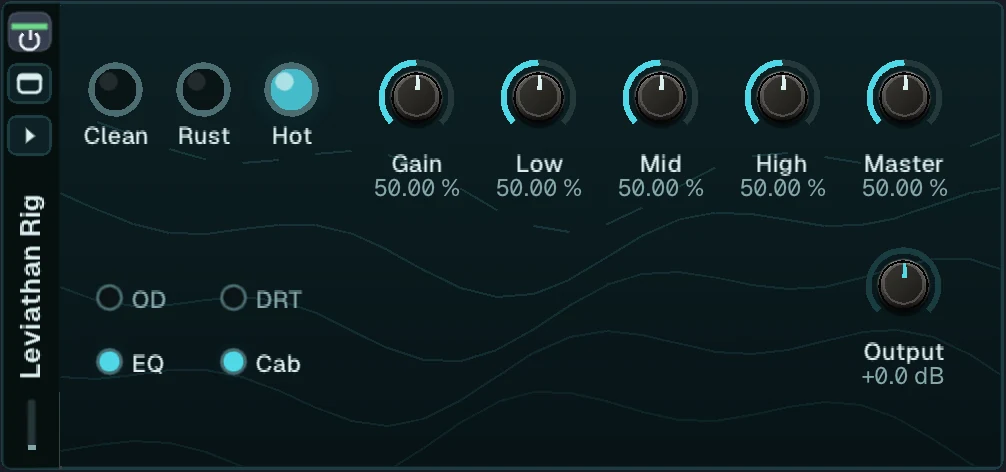 Leviathan Rig
Clean Rust Hot
Gain Low Mid High Master
50.00 % 50.00 % 50.00 % 50.00 % 50.00 %
OD DRT
EQ Cab
Output
+0.0 dB